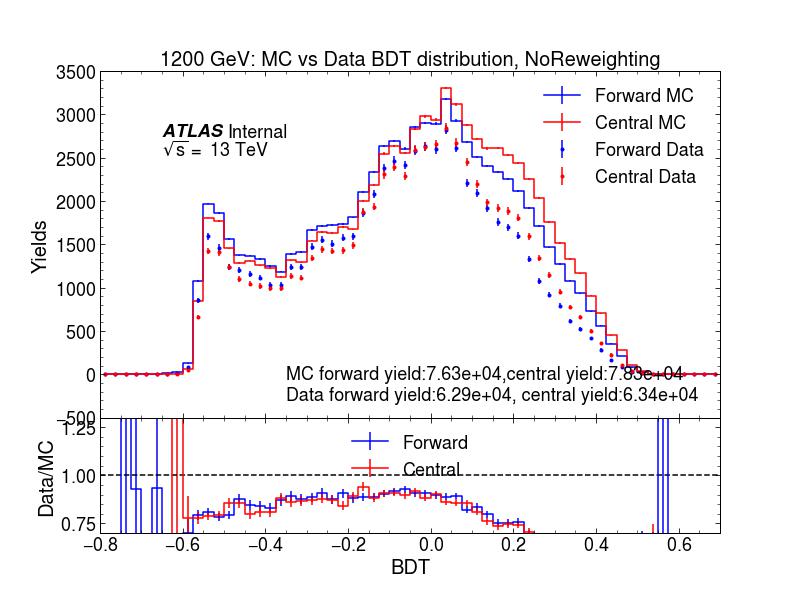 1200 GeV: MC vs Data BDT distribution, NoReweighting
3500
3000
2500
2000
1500
1000
500
0
−500
Yields
ATLAS Internal
√s = 13 TeV
Forward MC
Central MC
Forward Data
Central Data
MC forward yield:7.63e+04,central yield:7.83e+04
Data forward yield:6.29e+04, central yield:6.34e+04
1.25
1.00
0.75
Data/MC
Forward
Central
−0.8 −0.6 −0.4 −0.2 0.0 0.2 0.4 0.6
BDT